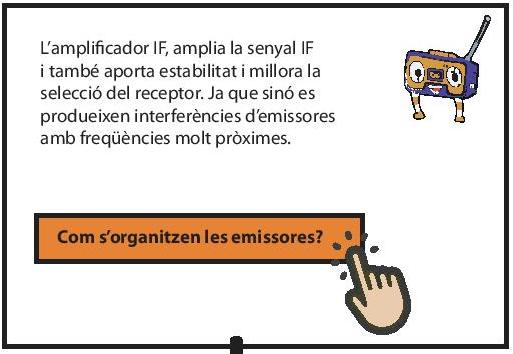 L’amplificador IF, amplia la senyal IF
i també aporta estabilitat i millora la
selecció del receptor. Ja que sinó es
produeixen interferències d’emissores
amb freqüències molt pròximes.
Com s’organitzen les emissores?